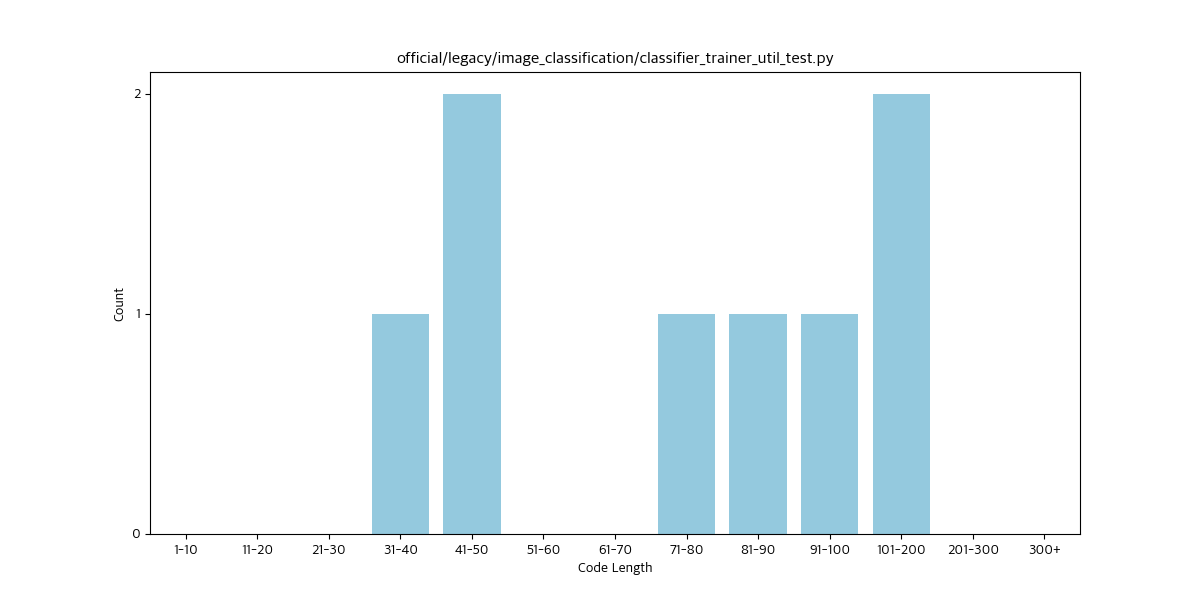 official/legacy/image_classification/classifier_trainer_util_test.py
2
1
0
Count
1-10 11-20 21-30 31-40 41-50 51-60 61-70 71-80 81-90 91-100 101-200 201-300 300+
Code Length